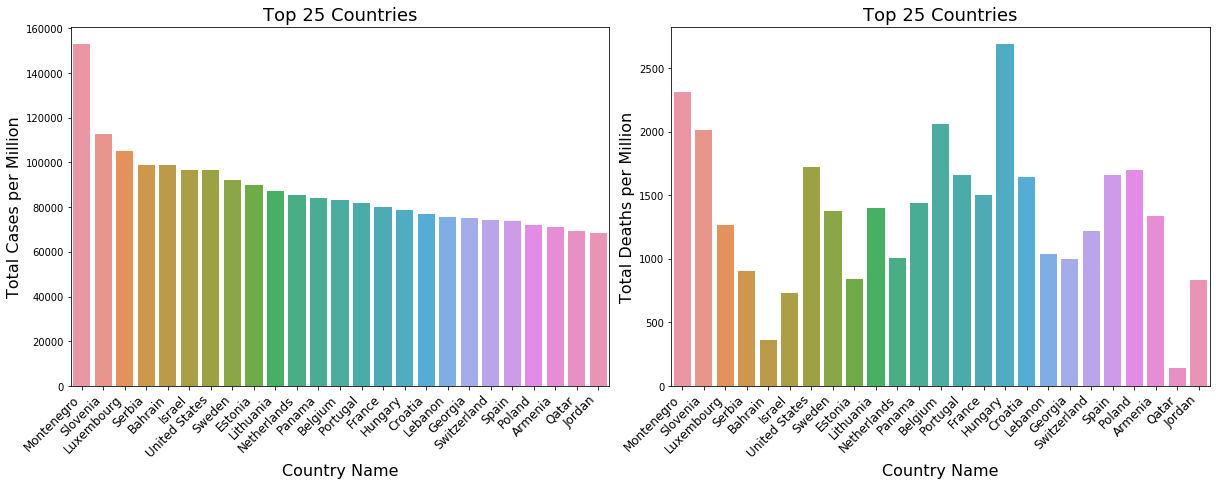 Top 25 Countries
Total Cases per Million
160000
140000
120000
100000
80000
60000
40000
20000
0
Montenegro
Slovenia
Luxembourg
Serbia
Bahrain
Israel
United States
Sweden
Estonia
Lithuania
Netherlands
Panama
Belgium
Portugal
France
Hungary
Croatia
Lebanon
Georgia
Switzerland
Spain
Poland
Armenia
Qatar
Jordan
Country Name
Top 25 Countries
Total Deaths per Million
2500
2000
1500
1000
500
0
Montenegro
Slovenia
Luxembourg
Serbia
Bahrain
Israel
United States
Sweden
Estonia
Lithuania
Netherlands
Panama
Belgium
Portugal
France
Hungary
Croatia
Lebanon
Georgia
Switzerland
Spain
Poland
Armenia
Qatar
Jordan
Country Name